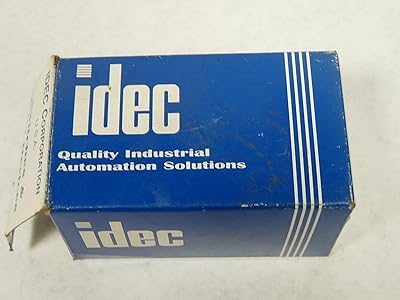 idec
Quality Industrial
Automation Solutions
idec
IDEC CORPORATION
U.S.A.